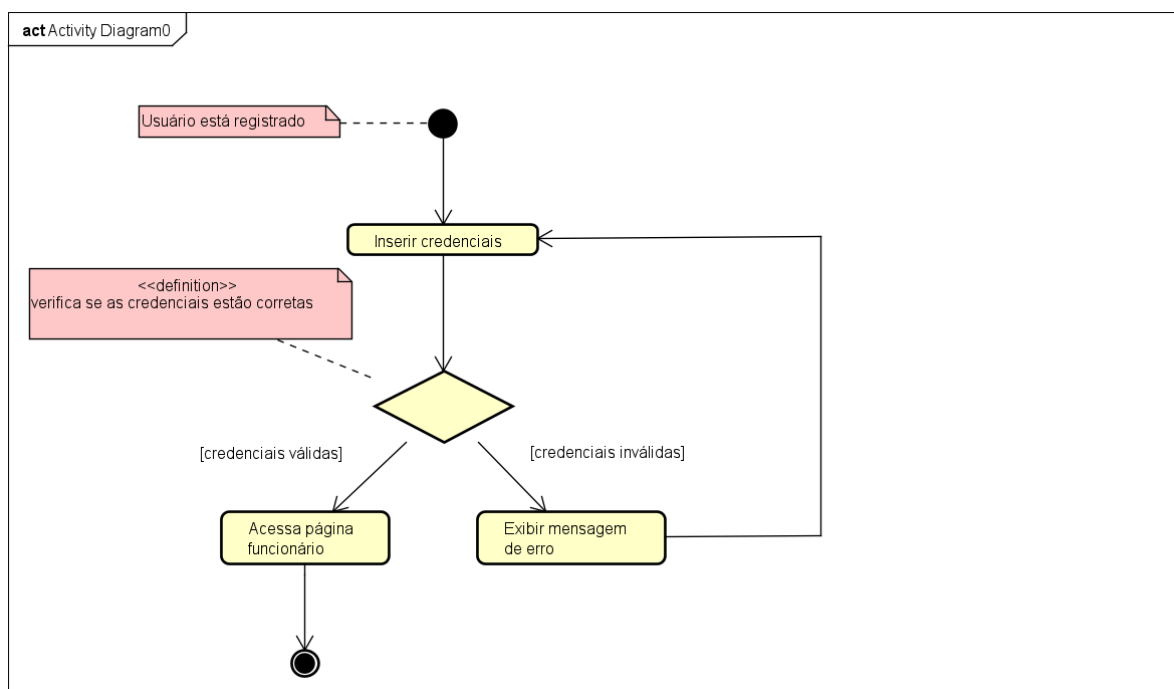 act Activity Diagram0
Usuário está registrado
Inserir credenciais
<<definition>>
verifica se as credenciais estão corretas
[credenciais válidas]
[credenciais inválidas]
Acessa página
funcionário
Exibir mensagem
de erro